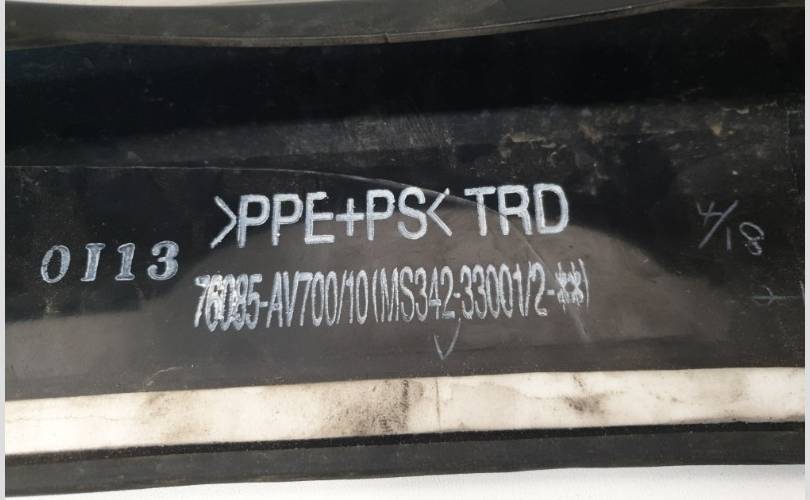 >PPE+PS< TRD
4/18
0113
76085-AV700/10(MS342-33001/2-**)